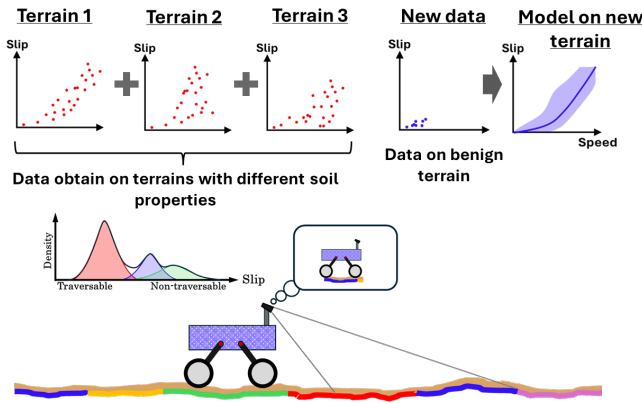 Terrain 1
Terrain 2
Terrain 3
New data
Model on new
terrain
Slip
Slip
Slip
Slip
Slip
Speed
Data on benign
terrain
Data obtain on terrains with different soil
properties
Density
Slip
Traversable
Non-traversable